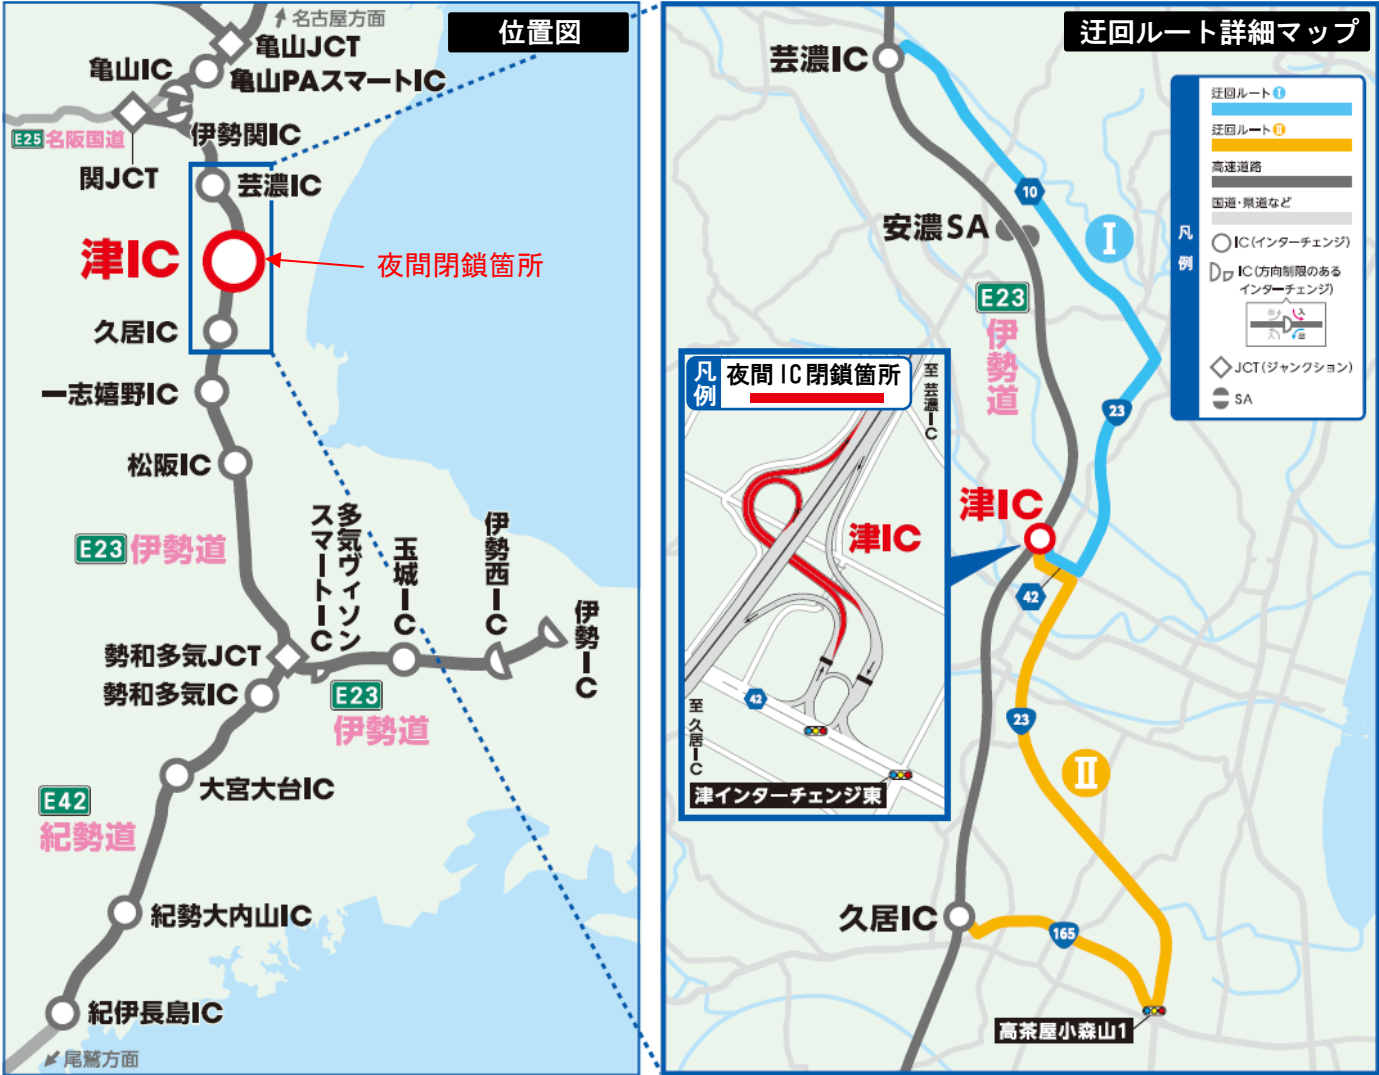 位置図
名古屋方面
亀山JCT
亀山IC
亀山PAスマートIC
E25 名阪国道
伊勢関IC
関JCT
芸濃IC
津IC
夜間閉鎖箇所
久居IC
一志嬉野IC
松阪IC
E23 伊勢道
多気ヴィソン
スマートIC
玉城IC
伊勢西IC
伊勢IC
勢和多気JCT
勢和多気IC
E23
伊勢道
大宮大台IC
E42
紀勢道
紀勢大内山IC
紀伊長島IC
尾鷲方面
迂回ルート詳細マップ
芸濃IC
10
安濃SA
I
E23
伊勢道
23
津IC
42
23
II
久居IC
165
高茶屋小森山1
凡例
迂回ルートI
迂回ルートII
高速道路
国道・県道など
IC(インターチェンジ)
IC(方向制限のある
インターチェンジ)
出
入
入
出
JCT(ジャンクション)
SA
凡例
夜間IC閉鎖箇所
至 芸濃IC
津IC
42
至 久居IC
津インターチェンジ東